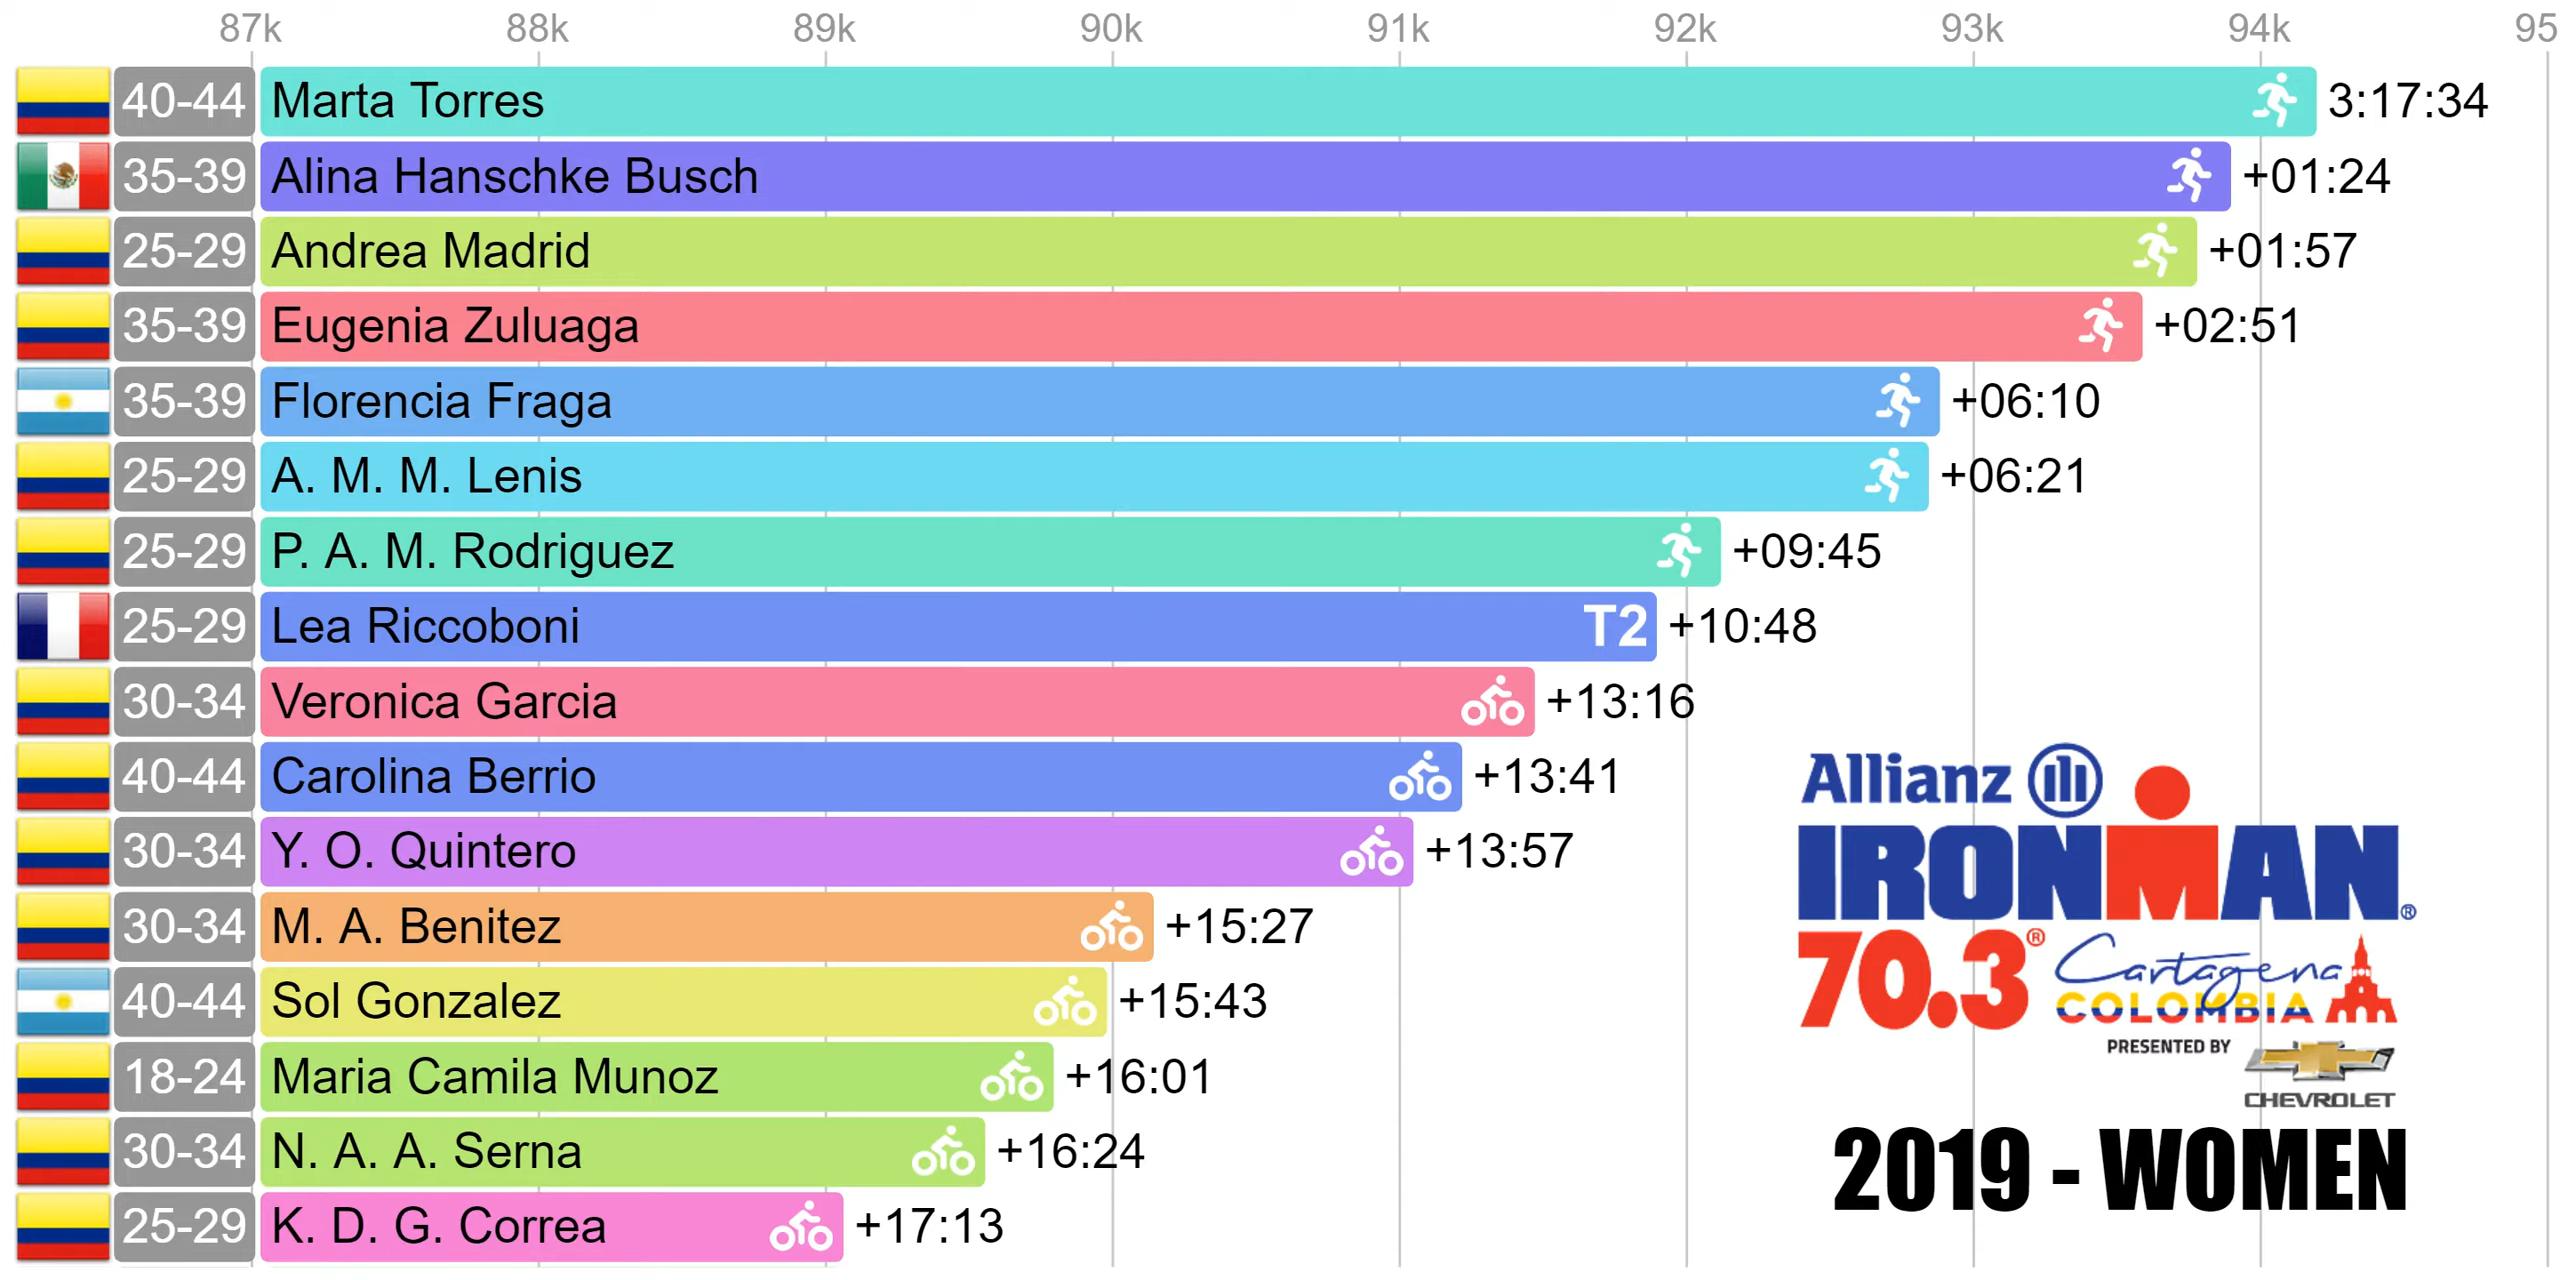 87k 88k 89k 90k 91k 92k 93k 94k 95
40-44 Marta Torres 3:17:34
35-39 Alina Hanschke Busch +01:24
25-29 Andrea Madrid +01:57
35-39 Eugenia Zuluaga +02:51
35-39 Florencia Fraga +06:10
25-29 A. M. M. Lenis +06:21
25-29 P. A. M. Rodriguez +09:45
25-29 Lea Riccoboni T2 +10:48
30-34 Veronica Garcia +13:16
40-44 Carolina Berrio +13:41
30-34 Y. O. Quintero +13:57
30-34 M. A. Benitez +15:27
40-44 Sol Gonzalez +15:43
18-24 Maria Camila Munoz +16:01
30-34 N. A. A. Serna +16:24
25-29 K. D. G. Correa +17:13
Allianz
IRONMAN®
70.3® Cartagena
COLOMBIA
PRESENTED BY
CHEVROLET
2019 - WOMEN